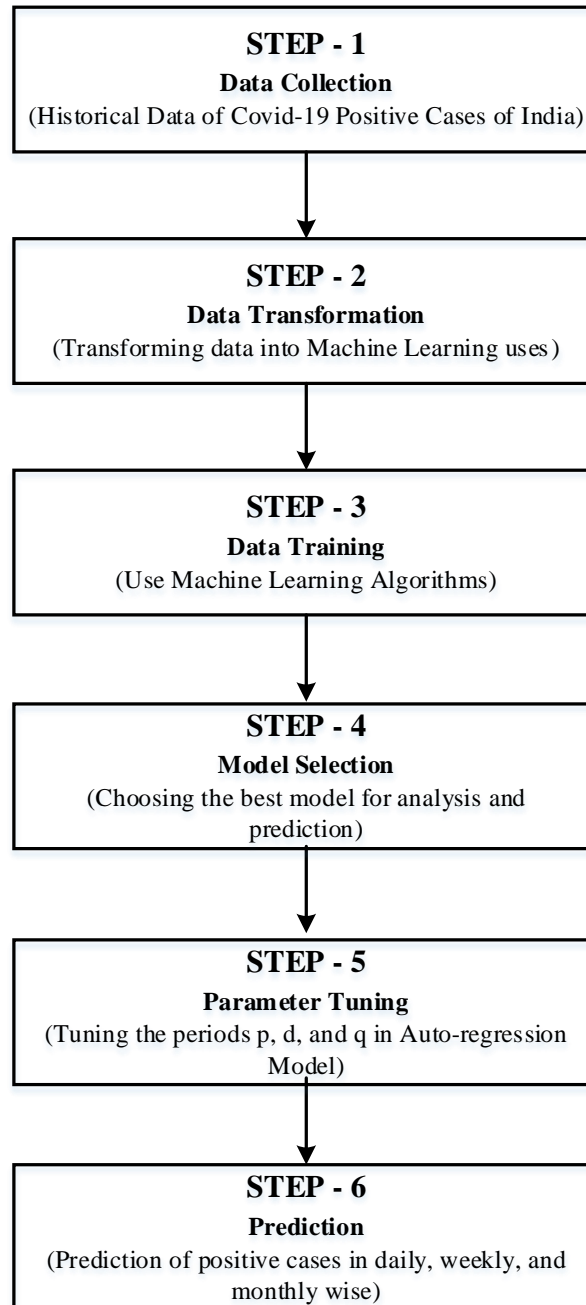 STEP - 1
Data Collection
(Historical Data of Covid-19 Positive Cases of India)
STEP - 2
Data Transformation
(Transforming data into Machine Learning uses)
STEP - 3
Data Training
(Use Machine Learning Algorithms)
STEP - 4
Model Selection
(Choosing the best model for analysis and
prediction)
STEP - 5
Parameter Tuning
(Tuning the periods p, d, and q in Auto-regression
Model)
STEP - 6
Prediction
(Prediction of positive cases in daily, weekly, and
monthly wise)